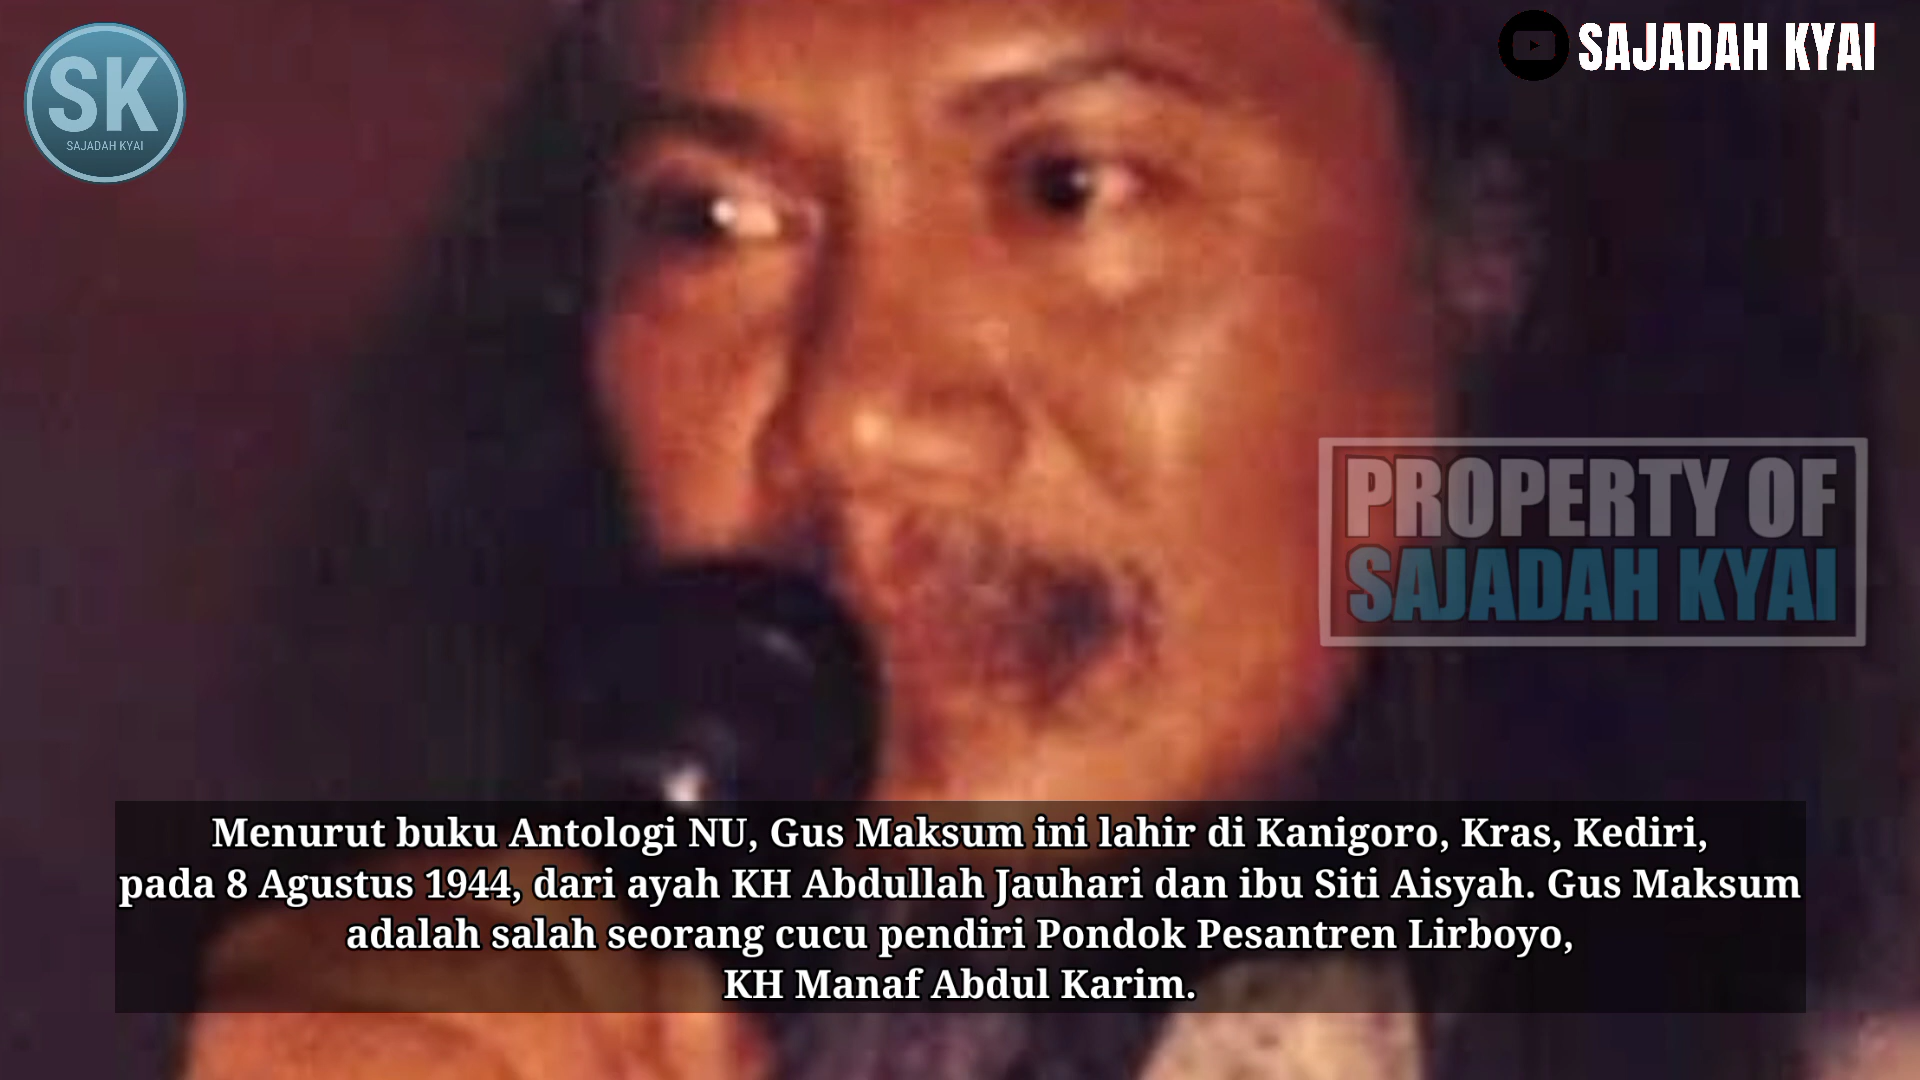 SK
SAJADAH KYAI
SAJADAH KYAI
PROPERTY OF
SAJADAH KYAI
Menurut buku Antologi NU, Gus Maksum ini lahir di Kanigoro, Kras, Kediri,
pada 8 Agustus 1944, dari ayah KH Abdullah Jauhari dan ibu Siti Aisyah. Gus Maksum
adalah salah seorang cucu pendiri Pondok Pesantren Lirboyo,
KH Manaf Abdul Karim.